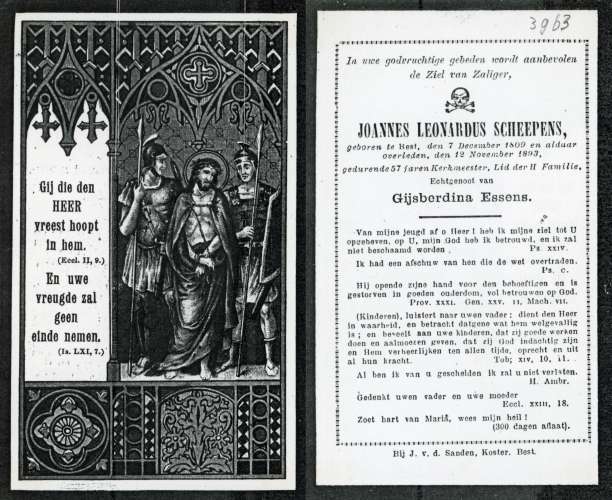 Gij die den
HEER
vreest hoopt
in hem.
(Eccl. II, 9.)
En uwe
vreugde zal
geen
einde nemen.
(Is. LXI, 7.)
3963
In uwe godvruchtige gebeden wordt aanbevolen
de Ziel van Zaliger,
JOANNES LEONARDUS SCHEEPENS,
geboren te Best, den 7 December 1809 en aldaar
overleden, den 12 November 1893,
gedurende 57 jaren Kerkmeester, Lid der H Familie,
Echtgenoot van
Gijsberdina Essens.
Van mijne jeugd af o Heer! heb ik mijne ziel tot U
opgeheven, op U, mijn God heb ik betrouwd, en ik zal
niet beschaamd worden. Ps. XXIV.
Ik had een afschuw van hen die de wet overtraden.
Ps. C.
Hij opende zijne hand voor den behoeftigen en is
gestorven in goeden ouderdom, vol betrouwen op God.
Prov. XXXI. Gen. XXV. II, Mach. VII.
(Kinderen), luistert naar uwen vader; dient den Heer
in waarheid, en betracht datgene wat hem welgevallig
is; en beveelt aan uwe kinderen, dat zij goede werken
doen en aalmoezen geven, dat zij God indachtig zijn
en Hem verheerlijken ten allen tijde, oprecht en uit
al hun kracht. Tob; XIV, 10, 11.
Al ben ik van u gescheiden ik zal u niet verlaten.
H. Ambr.
Gedenkt uwen vader en uwe moeder
Eccl. XXIII, 18.
Zoet hart van Maria, wees mijn heil!
(300 dagen aflaat).
Bij J. v. d. Sanden, Koster. Best.